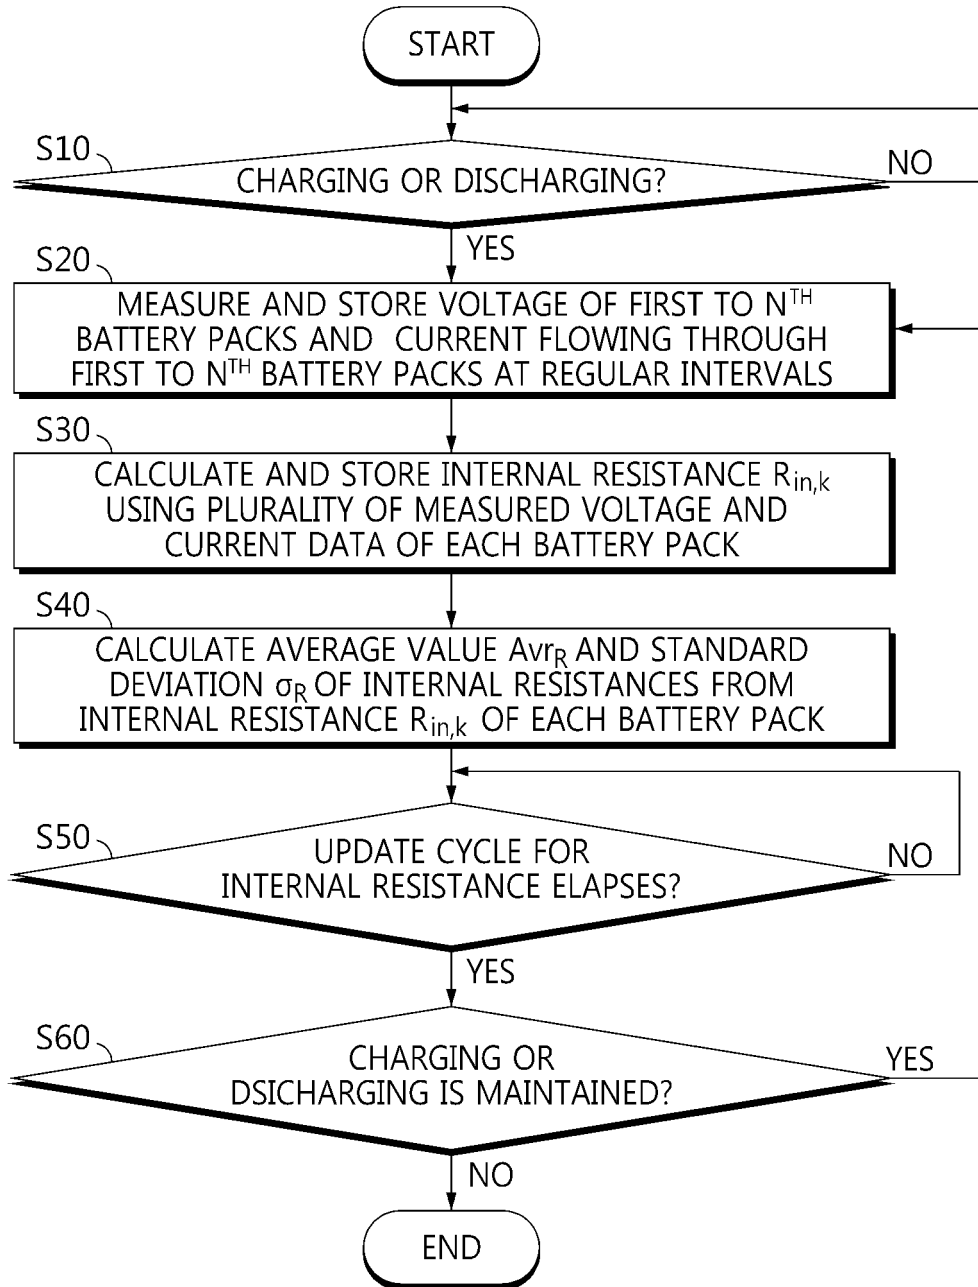 START
S10
CHARGING OR DISCHARGING?
NO
YES
S20
MEASURE AND STORE VOLTAGE OF FIRST TO Nᵀᴴ
BATTERY PACKS AND CURRENT FLOWING THROUGH
FIRST TO Nᵀᴴ BATTERY PACKS AT REGULAR INTERVALS
S30
CALCULATE AND STORE INTERNAL RESISTANCE Rin,k
USING PLURALITY OF MEASURED VOLTAGE AND
CURRENT DATA OF EACH BATTERY PACK
S40
CALCULATE AVERAGE VALUE AvrR AND STANDARD
DEVIATION σR OF INTERNAL RESISTANCES FROM
INTERNAL RESISTANCE Rin,k OF EACH BATTERY PACK
S50
UPDATE CYCLE FOR
INTERNAL RESISTANCE ELAPSES?
NO
YES
S60
CHARGING OR
DSICHARGING IS MAINTAINED?
YES
NO
END